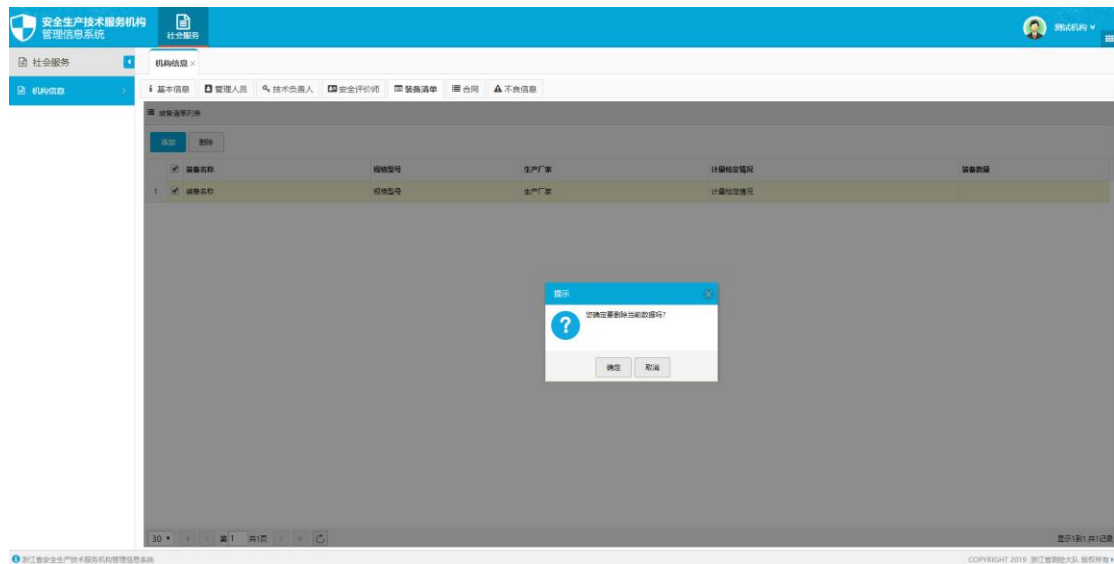 安全生产技术服务机构
管理信息系统
社会服务
测试机构
社会服务
机构信息 ×
机构信息
基本信息 管理人员 技术负责人 安全评价师 装备清单 合同 不良信息
装备清单列表
添加 删除
装备名称 规格型号 生产厂家 计量检定情况 装备数量
1 装备名称 规格型号 生产厂家 计量检定情况
提示
您确定要删除当前数据吗?
确定 取消
30 第 1 共1页
显示1到1,共1记录
浙江省安全生产技术服务机构管理信息系统
COPYRIGHT 2019 浙江省测绘大队 版权所有